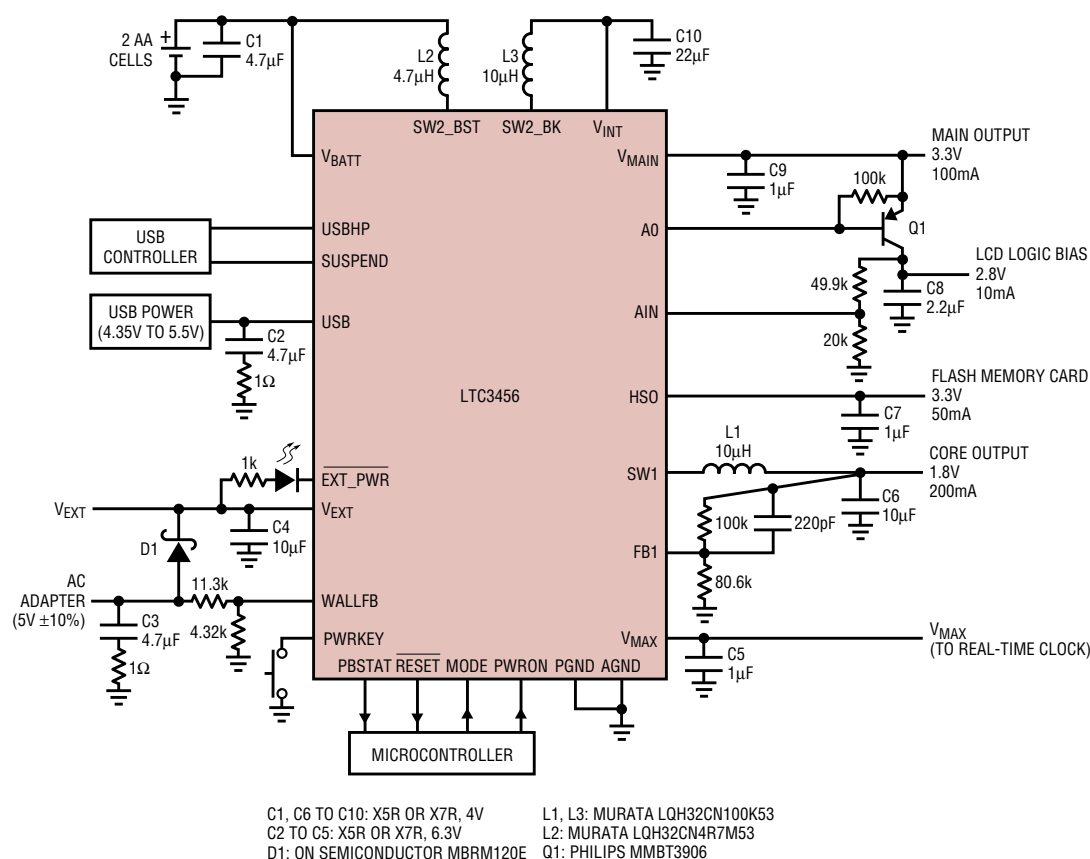 2 AA
CELLS
+
C1
4.7µF
L2
4.7µH
L3
10µH
C10
22µF
SW2_BST
SW2_BK
VINT
VBATT
VMAIN
MAIN OUTPUT
3.3V
100mA
C9
1µF
100k
Q1
USB
CONTROLLER
USBHP
SUSPEND
A0
LCD LOGIC BIAS
2.8V
10mA
C8
2.2µF
49.9k
20k
AIN
USB POWER
(4.35V TO 5.5V)
USB
C2
4.7µF
1Ω
LTC3456
HSO
FLASH MEMORY CARD
3.3V
50mA
C7
1µF
L1
10µH
SW1
CORE OUTPUT
1.8V
200mA
C6
10µF
100k
220pF
FB1
80.6k
1k
EXT_PWR
VEXT
VEXT
C4
10µF
D1
AC
ADAPTER
(5V ±10%)
11.3k
4.32k
WALLFB
C3
4.7µF
1Ω
PWRKEY
VMAX
VMAX
(TO REAL-TIME CLOCK)
C5
1µF
PBSTAT RESET MODE PWRON PGND AGND
MICROCONTROLLER
C1, C6 TO C10: X5R OR X7R, 4V
C2 TO C5: X5R OR X7R, 6.3V
D1: ON SEMICONDUCTOR MBRM120E
L1, L3: MURATA LQH32CN100K53
L2: MURATA LQH32CN4R7M53
Q1: PHILIPS MMBT3906